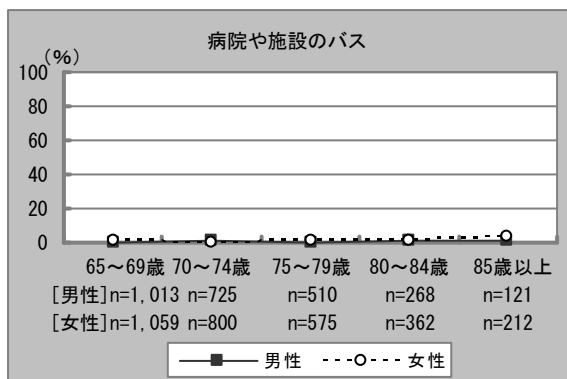 病院や施設のバス
(%)
100
80
60
40
20
0
65～69歳 70～74歳 75～79歳 80～84歳 85歳以上
[男性]n=1,013 n=725 n=510 n=268 n=121
[女性]n=1,059 n=800 n=575 n=362 n=212
男性 女性